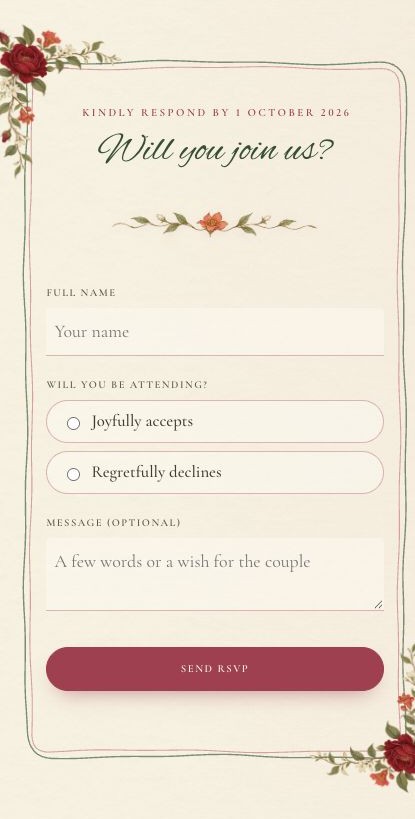 KINDLY RESPOND BY 1 OCTOBER 2026
Will you join us?
FULL NAME
Your name
WILL YOU BE ATTENDING?
Joyfully accepts
Regretfully declines
MESSAGE (OPTIONAL)
A few words or a wish for the couple
SEND RSVP